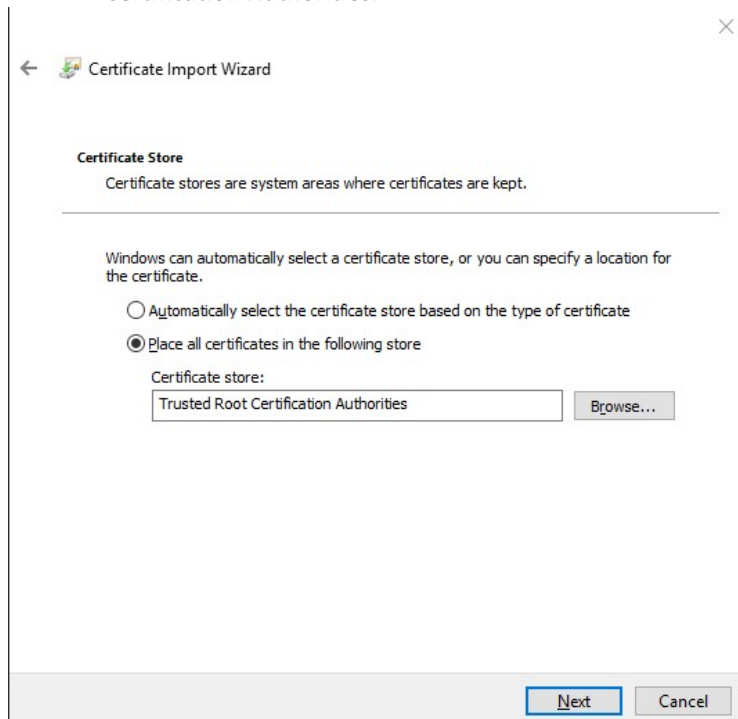 Certificate Import Wizard
Certificate Store
Certificate stores are system areas where certificates are kept.
Windows can automatically select a certificate store, or you can specify a location for
the certificate.
Automatically select the certificate store based on the type of certificate
Place all certificates in the following store
Certificate store:
Trusted Root Certification Authorities
Browse...
Next
Cancel